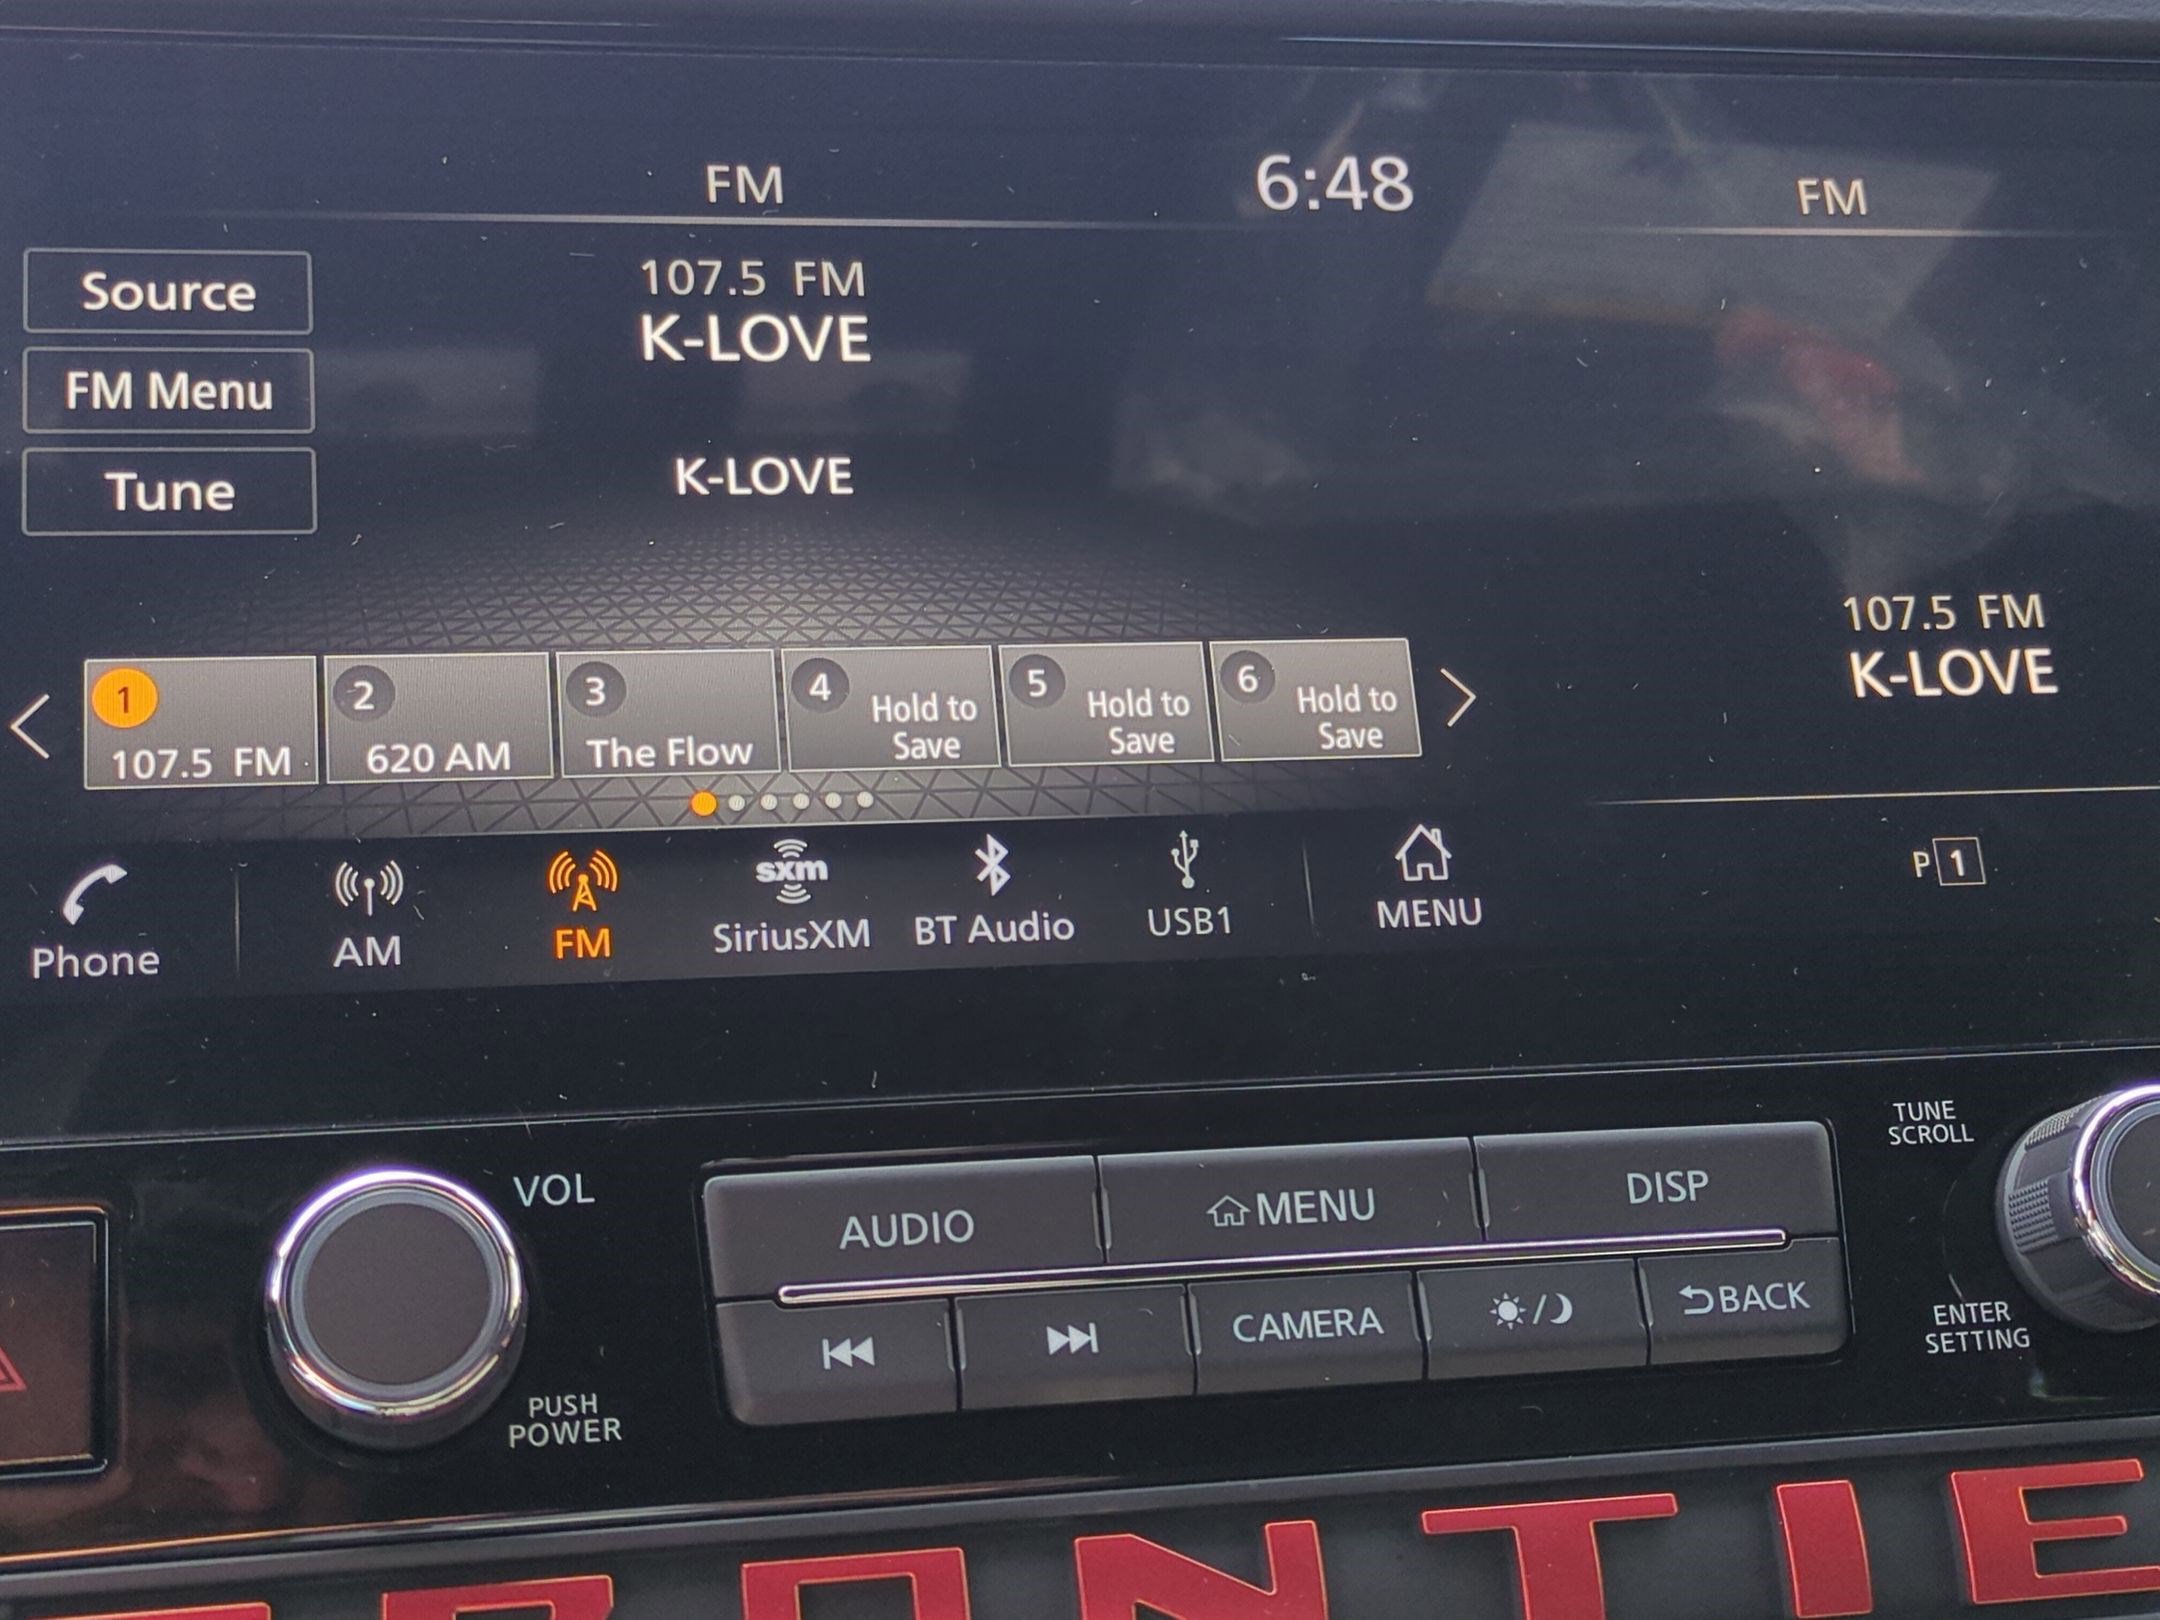 FM
6:48
FM
Source
107.5 FM
K-LOVE
FM Menu
Tune
K-LOVE
107.5 FM
K-LOVE
1
107.5 FM
2
620 AM
3
The Flow
4
Hold to
Save
5
Hold to
Save
6
Hold to
Save
P 1
Phone
AM
FM
sxm
SiriusXM
BT Audio
USB1
MENU
VOL
PUSH
POWER
AUDIO
MENU
DISP
CAMERA
BACK
TUNE
SCROLL
ENTER
SETTING
RONTIE